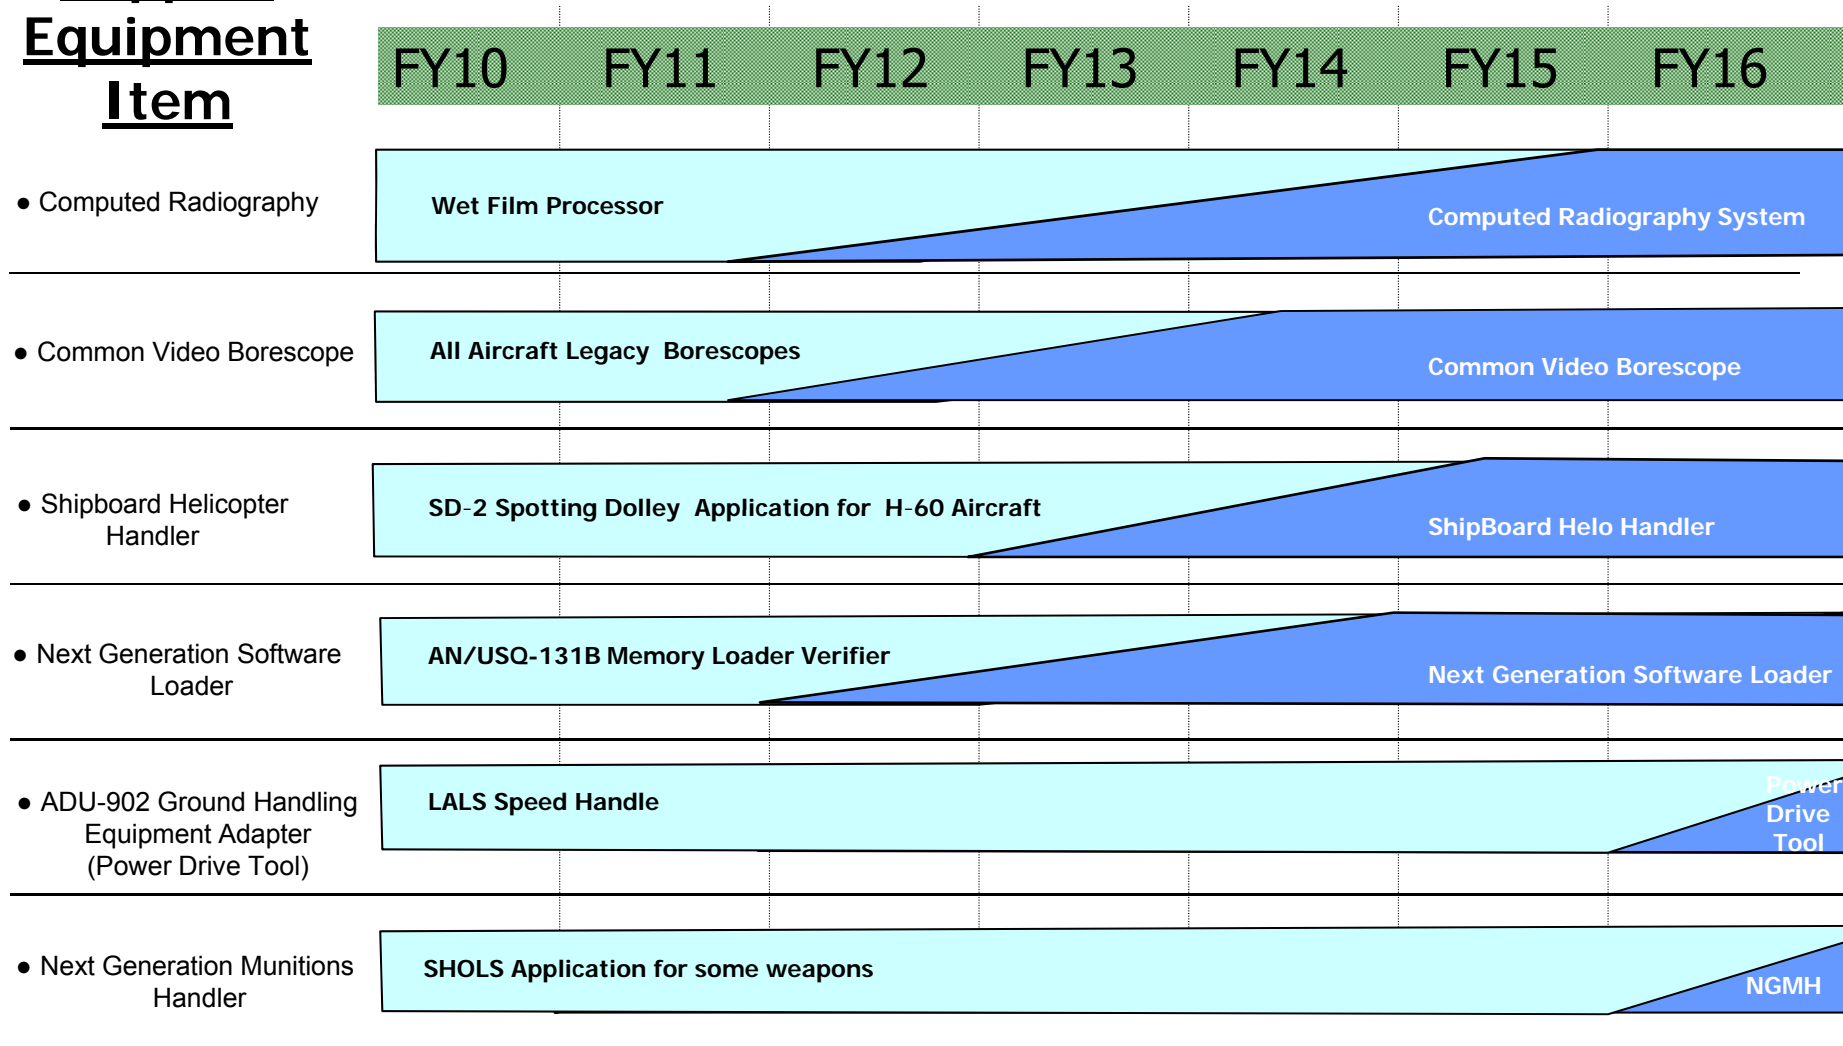 Equipment
Item
FY10 FY11 FY12 FY13 FY14 FY15 FY16
● Computed Radiography
Wet Film Processor
Computed Radiography System
● Common Video Borescope
All Aircraft Legacy Borescopes
Common Video Borescope
● Shipboard Helicopter
Handler
SD-2 Spotting Dolley Application for H-60 Aircraft
ShipBoard Helo Handler
● Next Generation Software
Loader
AN/USQ-131B Memory Loader Verifier
Next Generation Software Loader
● ADU-902 Ground Handling
Equipment Adapter
(Power Drive Tool)
LALS Speed Handle
Power
Drive
Tool
● Next Generation Munitions
Handler
SHOLS Application for some weapons
NGMH